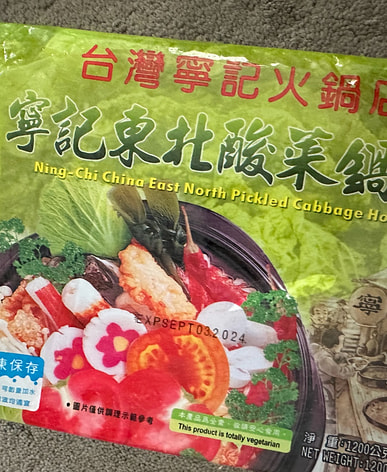 台灣寧記火鍋店
寧記東北酸菜鍋
Ning-Chi China East North Pickled Cabbage Ho
寧
EXPSEPT032024
凍保存
•圖片僅供調理示範參考
This product is totally vegetarian
淨 重:1200公
NET WEIGHT:12